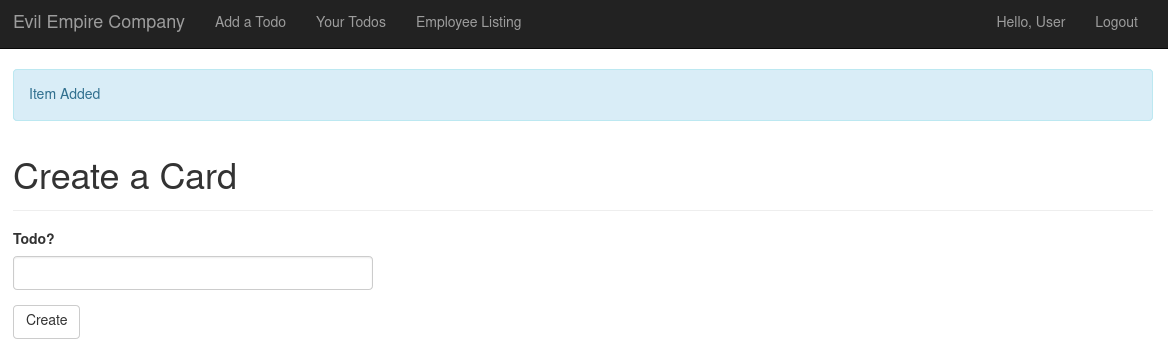 Evil Empire Company Add a Todo Your Todos Employee Listing Hello, User Logout
Item Added
Create a Card
Todo?
Create